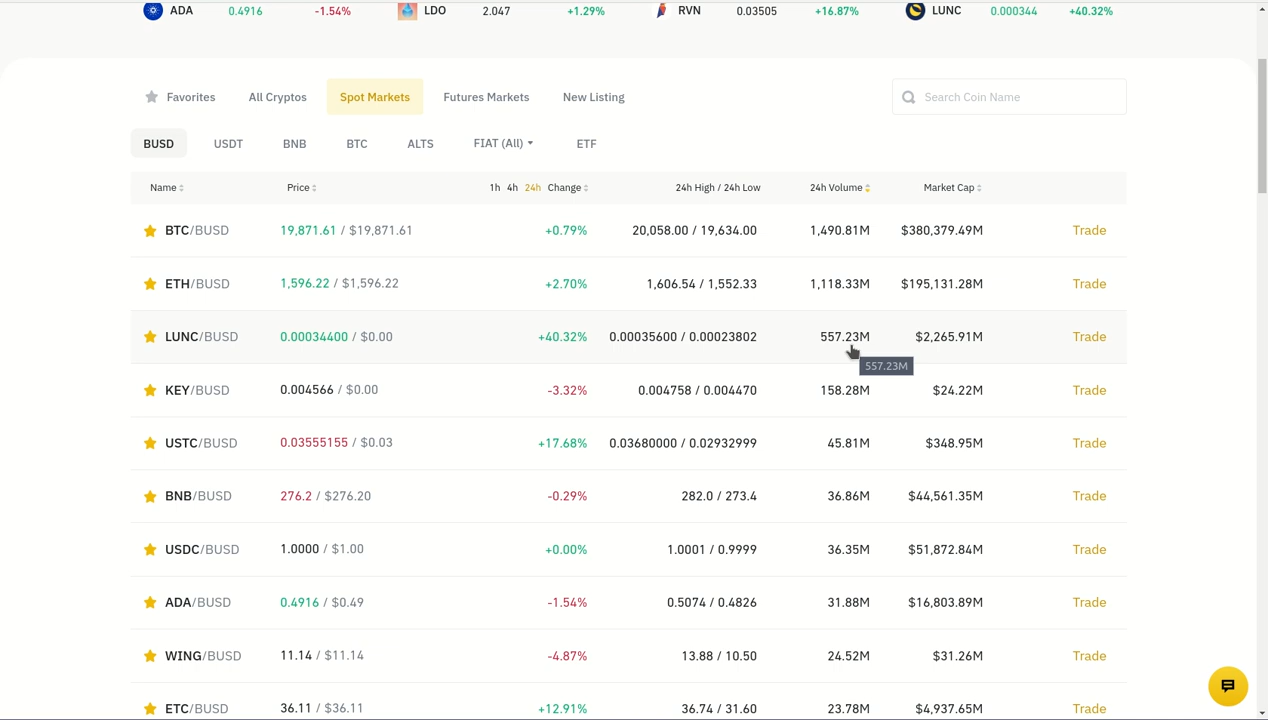 ADA 0.4916 -1.54% LDO 2.047 +1.29% RVN 0.03505 +16.87% LUNC 0.000344 +40.32%
Favorites All Cryptos Spot Markets Futures Markets New Listing Search Coin Name
BUSD USDT BNB BTC ALTS FIAT (All) ETF
Name Price 1h 4h 24h Change 24h High / 24h Low 24h Volume Market Cap
BTC/BUSD 19,871.61 / $19,871.61 +0.79% 20,058.00 / 19,634.00 1,490.81M $380,379.49M Trade
ETH/BUSD 1,596.22 / $1,596.22 +2.70% 1,606.54 / 1,552.33 1,118.33M $195,131.28M Trade
LUNC/BUSD 0.00034400 / $0.00 +40.32% 0.00035600 / 0.00023802 557.23M $2,265.91M Trade
557.23M
KEY/BUSD 0.004566 / $0.00 -3.32% 0.004758 / 0.004470 158.28M $24.22M Trade
USTC/BUSD 0.03555155 / $0.03 +17.68% 0.03680000 / 0.02932999 45.81M $348.95M Trade
BNB/BUSD 276.2 / $276.20 -0.29% 282.0 / 273.4 36.86M $44,561.35M Trade
USDC/BUSD 1.0000 / $1.00 +0.00% 1.0001 / 0.9999 36.35M $51,872.84M Trade
ADA/BUSD 0.4916 / $0.49 -1.54% 0.5074 / 0.4826 31.88M $16,803.89M Trade
WING/BUSD 11.14 / $11.14 -4.87% 13.88 / 10.50 24.52M $31.26M Trade
ETC/BUSD 36.11 / $36.11 +12.91% 36.74 / 31.60 23.78M $4,937.65M Trade